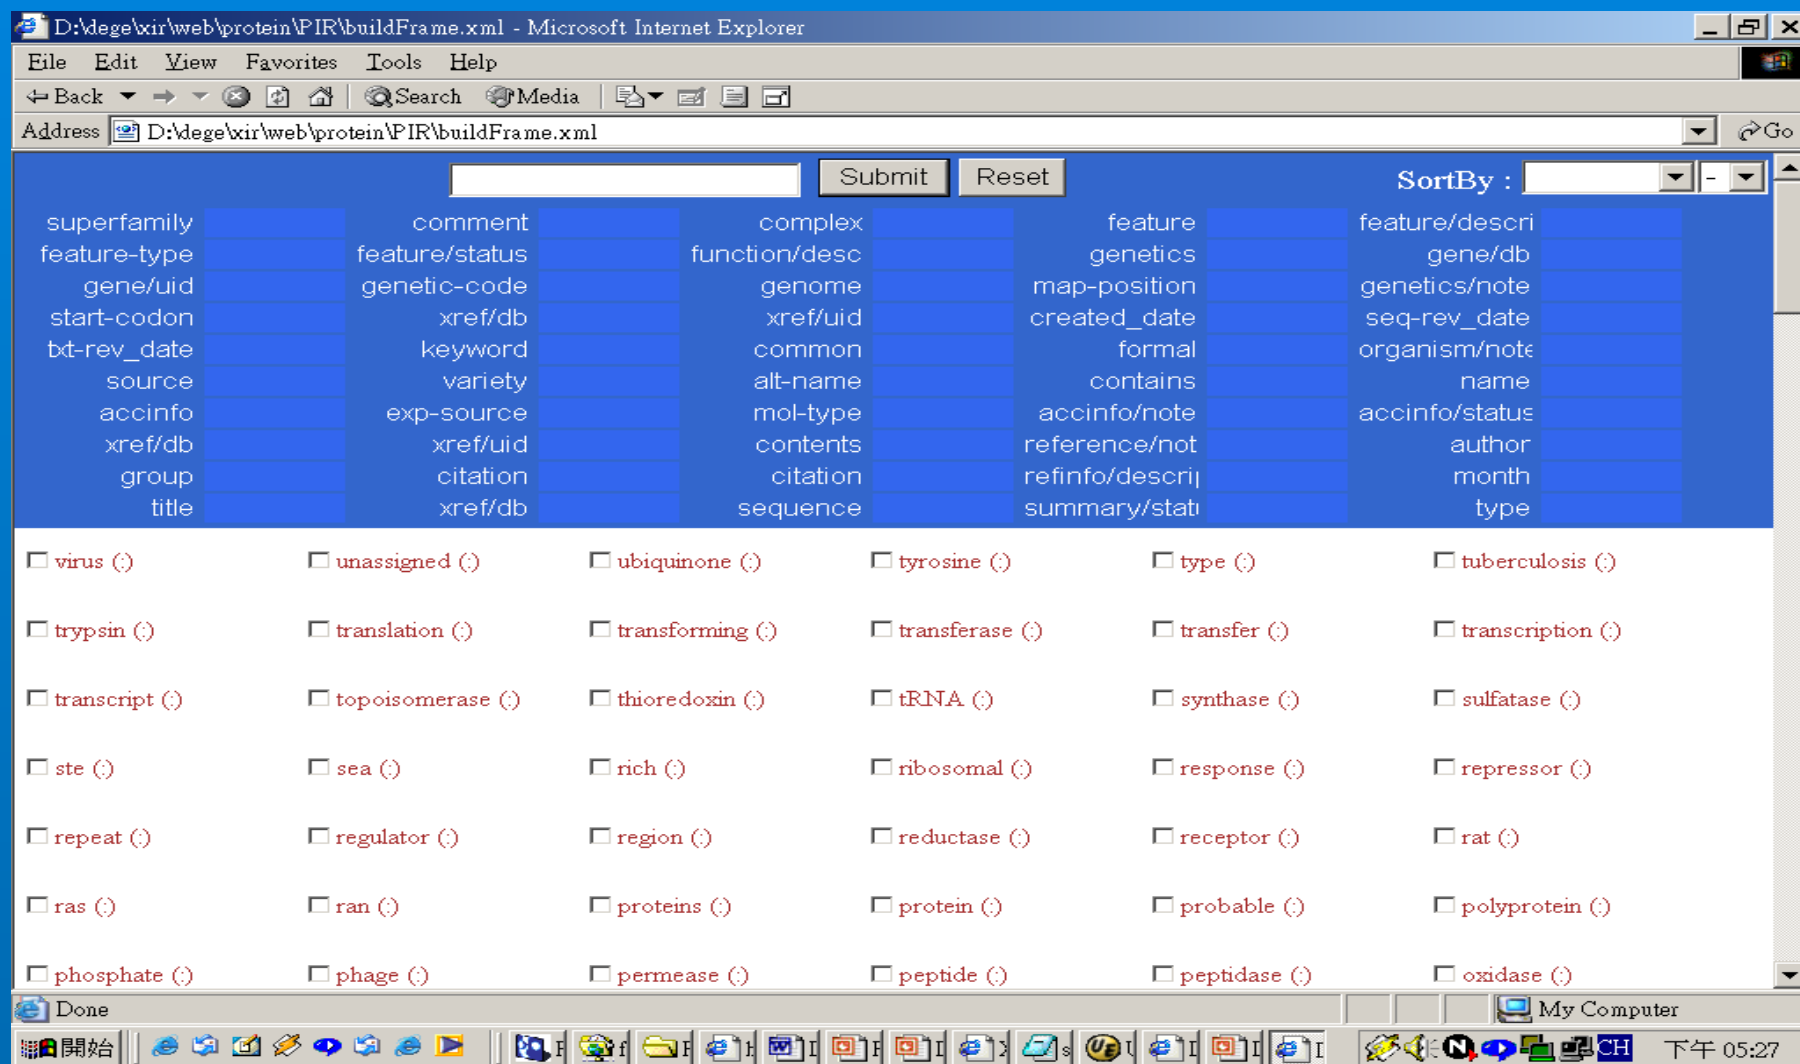 D:\dege\xir\web\protein\PIR\buildFrame.xml - Microsoft Internet Explorer
File Edit View Favorites Tools Help
Back Search Media
Address D:\dege\xir\web\protein\PIR\buildFrame.xml Go
Submit Reset SortBy : -
superfamily comment complex feature feature/descri
feature-type feature/status function/desc genetics gene/db
gene/uid genetic-code genome map-position genetics/note
start-codon xref/db xref/uid created_date seq-rev_date
txt-rev_date keyword common formal organism/note
source variety alt-name contains name
accinfo exp-source mol-type accinfo/note accinfo/status
xref/db xref/uid contents reference/not author
group citation citation refinfo/descrip month
title xref/db sequence summary/statu type
virus (:) unassigned (:) ubiquinone (:) tyrosine (:) type (:) tuberculosis (:)
trypsin (:) translation (:) transforming (:) transferase (:) transfer (:) transcription (:)
transcript (:) topoisomerase (:) thioredoxin (:) tRNA (:) synthase (:) sulfatase (:)
ste (:) sea (:) rich (:) ribosomal (:) response (:) repressor (:)
repeat (:) regulator (:) region (:) reductase (:) receptor (:) rat (:)
ras (:) ran (:) proteins (:) protein (:) probable (:) polyprotein (:)
phosphate (:) phage (:) permease (:) peptide (:) peptidase (:) oxidase (:)
Done My Computer
開始 CH 下午 05:27